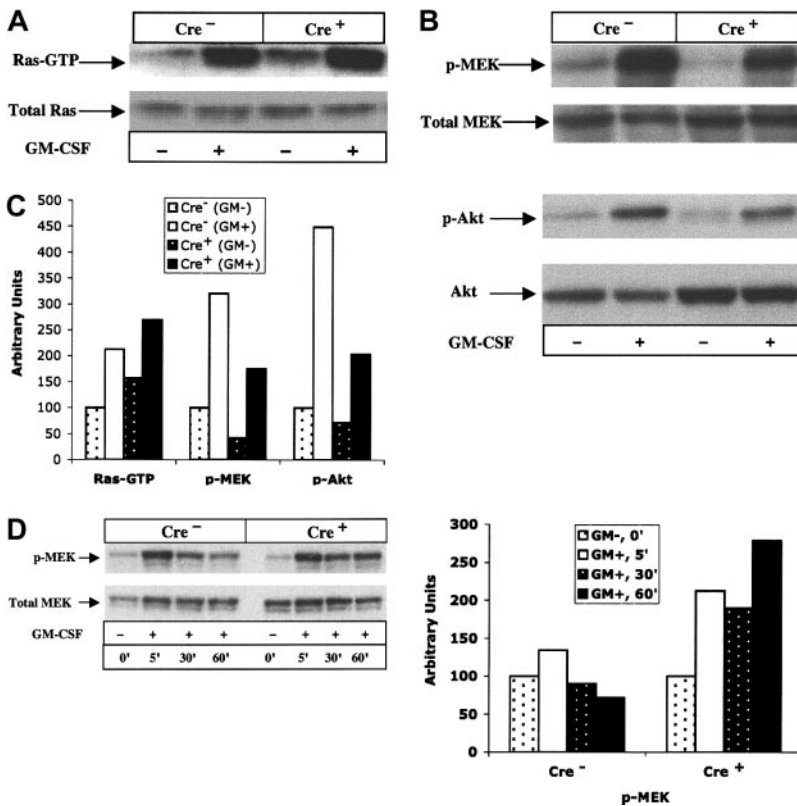 A
Cre - Cre +
Ras-GTP
Total Ras
GM-CSF - + - +
B
Cre - Cre +
p-MEK
Total MEK
p-Akt
Akt
GM-CSF - + - +
C
500
450
400
350
300
250
200
150
100
50
0
Arbitrary Units
Cre - (GM-)
Cre - (GM+)
Cre + (GM-)
Cre + (GM+)
Ras-GTP p-MEK p-Akt
D
Cre - Cre +
p-MEK
Total MEK
GM-CSF - + + + - + + +
0' 5' 30' 60' 0' 5' 30' 60'
300
250
200
150
100
50
0
Arbitrary Units
GM-, 0'
GM+, 5'
GM+, 30'
GM+, 60'
Cre - Cre +
p-MEK